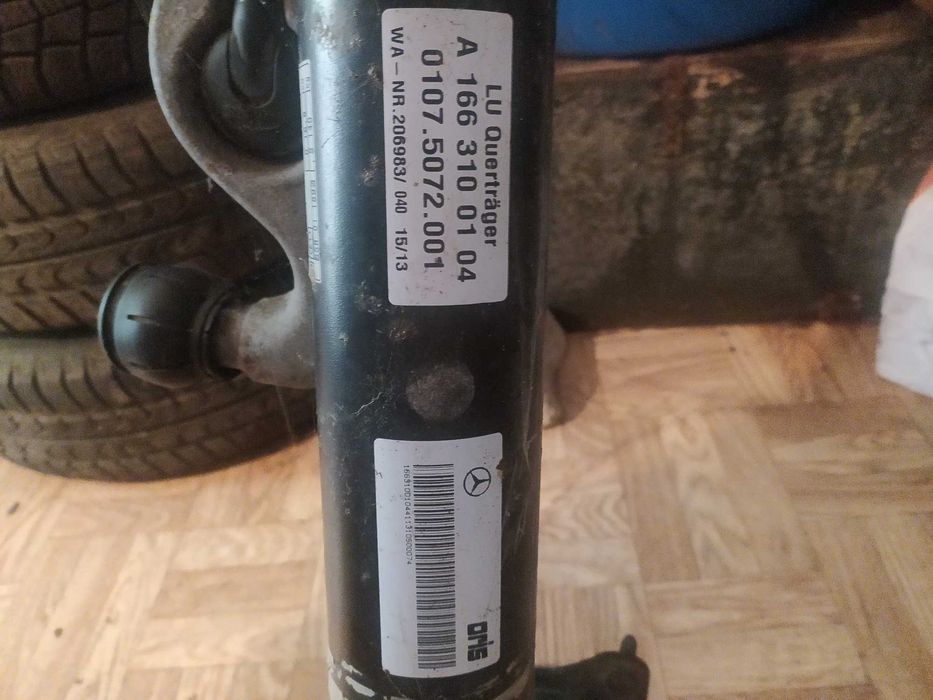 LU Querträger
A 166 310 01 04
0107.5072.001
WA-NR.206983/ 040 15/13
oris